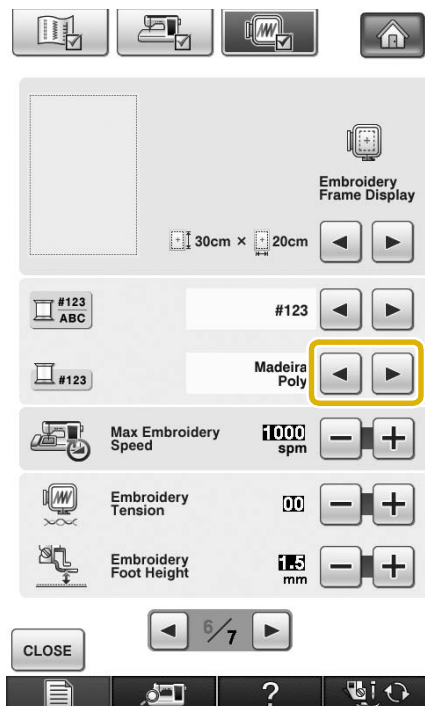 Embroidery
Frame Display
30cm × 20cm
#123
ABC
#123
#123
Madeira
Poly
Max Embroidery
Speed
1000
spm
Embroidery
Tension
00
Embroidery
Foot Height
1.5
mm
6/7
CLOSE
?